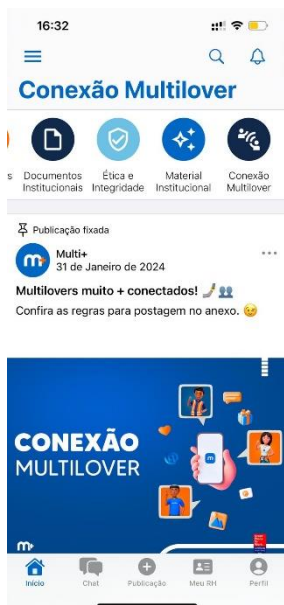 16:32
Conexão Multilover
s
Documentos
Institucionais
Ética e
Integridade
Material
Institucional
Conexão
Multilover
Publicação fixada
Multi+
31 de Janeiro de 2024
Multilovers muito + conectados! 🤳👥
Confira as regras para postagem no anexo. 😉
CONEXÃO
MULTILOVER
m
Início
Chat
Publicação
Meu RH
Perfil